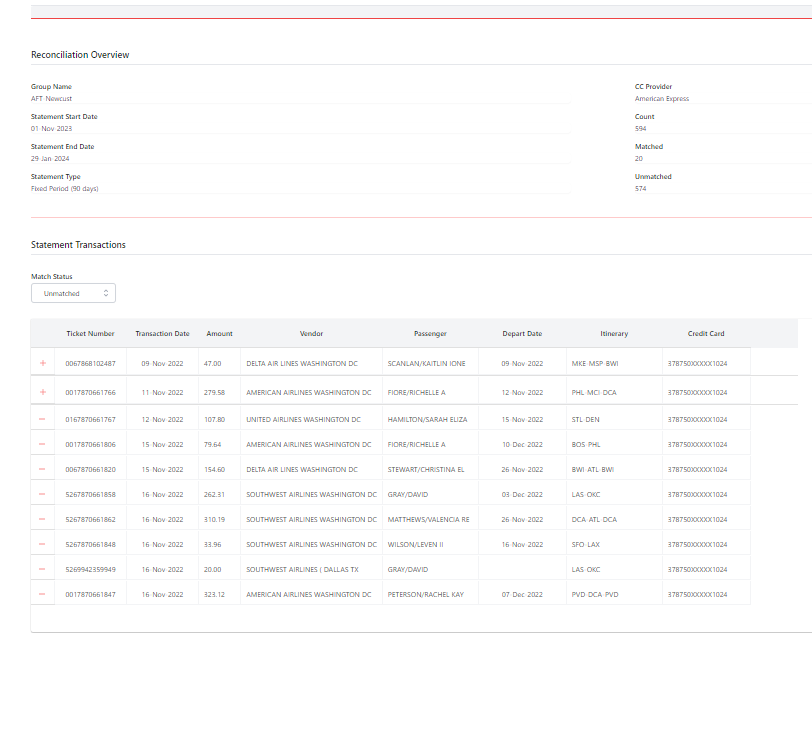 Reconciliation Overview
Group Name
AFT Newcust
CC Provider
American Express
Statement Start Date
01-Nov-2023
Count
594
Statement End Date
29-Jan-2024
Matched
20
Statement Type
Fixed Period (90 days)
Unmatched
574
Statement Transactions
Match Status
Unmatched
Ticket Number Transaction Date Amount Vendor Passenger Depart Date Itinerary Credit Card
+ 0067868102487 09-Nov-2022 47.00 DELTA AIR LINES WASHINGTON DC SCANLAN/KAITLIN IONE 09-Nov-2022 MKE-MSP-BWI 378750XXXXX1024
+ 0017870661766 11-Nov-2022 279.58 AMERICAN AIRLINES WASHINGTON DC FIORE/RICHELLE A 12-Nov-2022 PHL-MCI-DCA 378750XXXXX1024
− 0167870661767 12-Nov-2022 107.80 UNITED AIRLINES WASHINGTON DC HAMILTON/SARAH ELIZA 15-Nov-2022 STL-DEN 378750XXXXX1024
− 0017870661806 15-Nov-2022 79.64 AMERICAN AIRLINES WASHINGTON DC FIORE/RICHELLE A 10-Dec-2022 BOS-PHL 378750XXXXX1024
− 0067870661820 15-Nov-2022 154.60 DELTA AIR LINES WASHINGTON DC STEWART/CHRISTINA EL 26-Nov-2022 BWI-ATL-BWI 378750XXXXX1024
− 5267870661858 16-Nov-2022 262.31 SOUTHWEST AIRLINES WASHINGTON DC GRAY/DAVID 03-Dec-2022 LAS-OKC 378750XXXXX1024
− 5267870661862 16-Nov-2022 310.19 SOUTHWEST AIRLINES WASHINGTON DC MATTHEWS/VALENCIA RE 26-Nov-2022 DCA-ATL-DCA 378750XXXXX1024
− 5267870661848 16-Nov-2022 33.96 SOUTHWEST AIRLINES WASHINGTON DC WILSON/LEVEN II 16-Nov-2022 SFO-LAX 378750XXXXX1024
− 5269942359949 16-Nov-2022 20.00 SOUTHWEST AIRLINES ( DALLAS TX GRAY/DAVID LAS-OKC 378750XXXXX1024
− 0017870661847 16-Nov-2022 323.12 AMERICAN AIRLINES WASHINGTON DC PETERSON/RACHEL KAY 07-Dec-2022 PVD-DCA-PVD 378750XXXXX1024